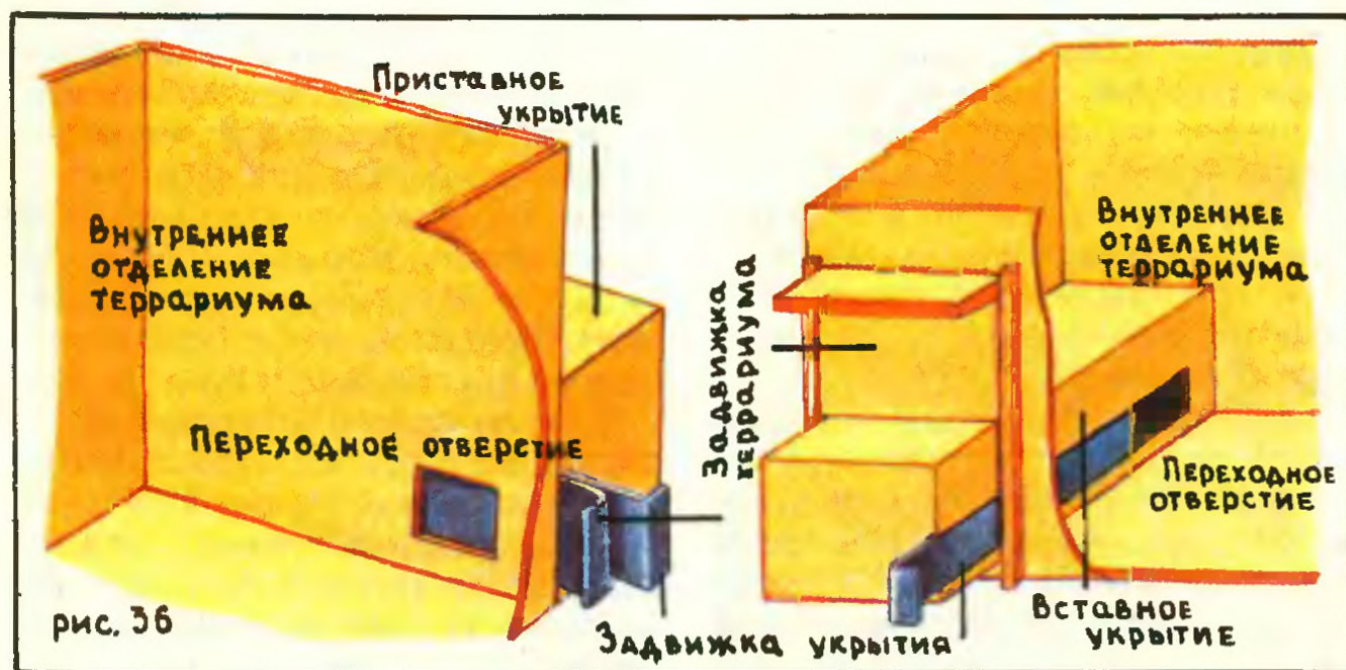 Приставное
укрытие
Внутреннее
отделение
террариума
Переходное отверстие
рис. 36
Задвижка укрытия
Задвижка
террариума
Внутреннее
отделение
террариума
Переходное
отверстие
Вставное
укрытие